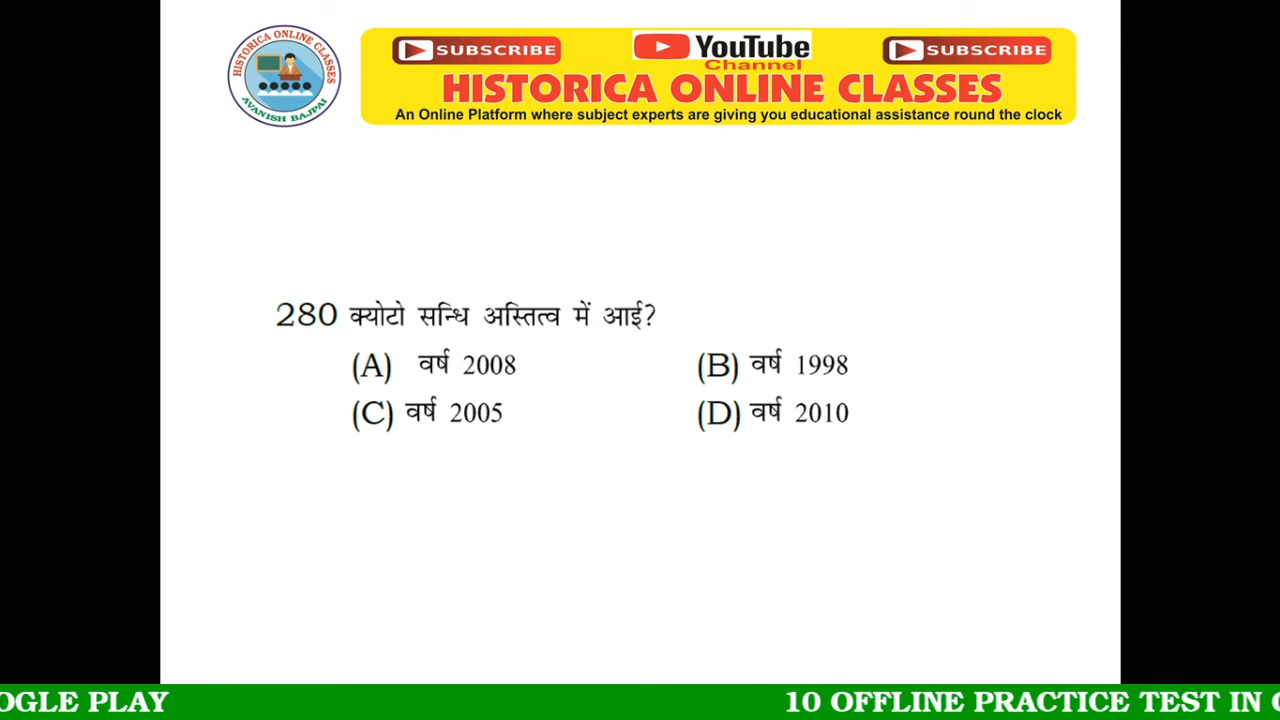 HISTORICA ONLINE CLASSES
AVANISH BAJPAI
SUBSCRIBE
YouTube
Channel
SUBSCRIBE
HISTORICA ONLINE CLASSES
An Online Platform where subject experts are giving you educational assistance round the clock
280 क्योटो सन्धि अस्तित्व में आई?
(A) वर्ष 2008 (B) वर्ष 1998
(C) वर्ष 2005 (D) वर्ष 2010
OGLE PLAY 10 OFFLINE PRACTICE TEST IN